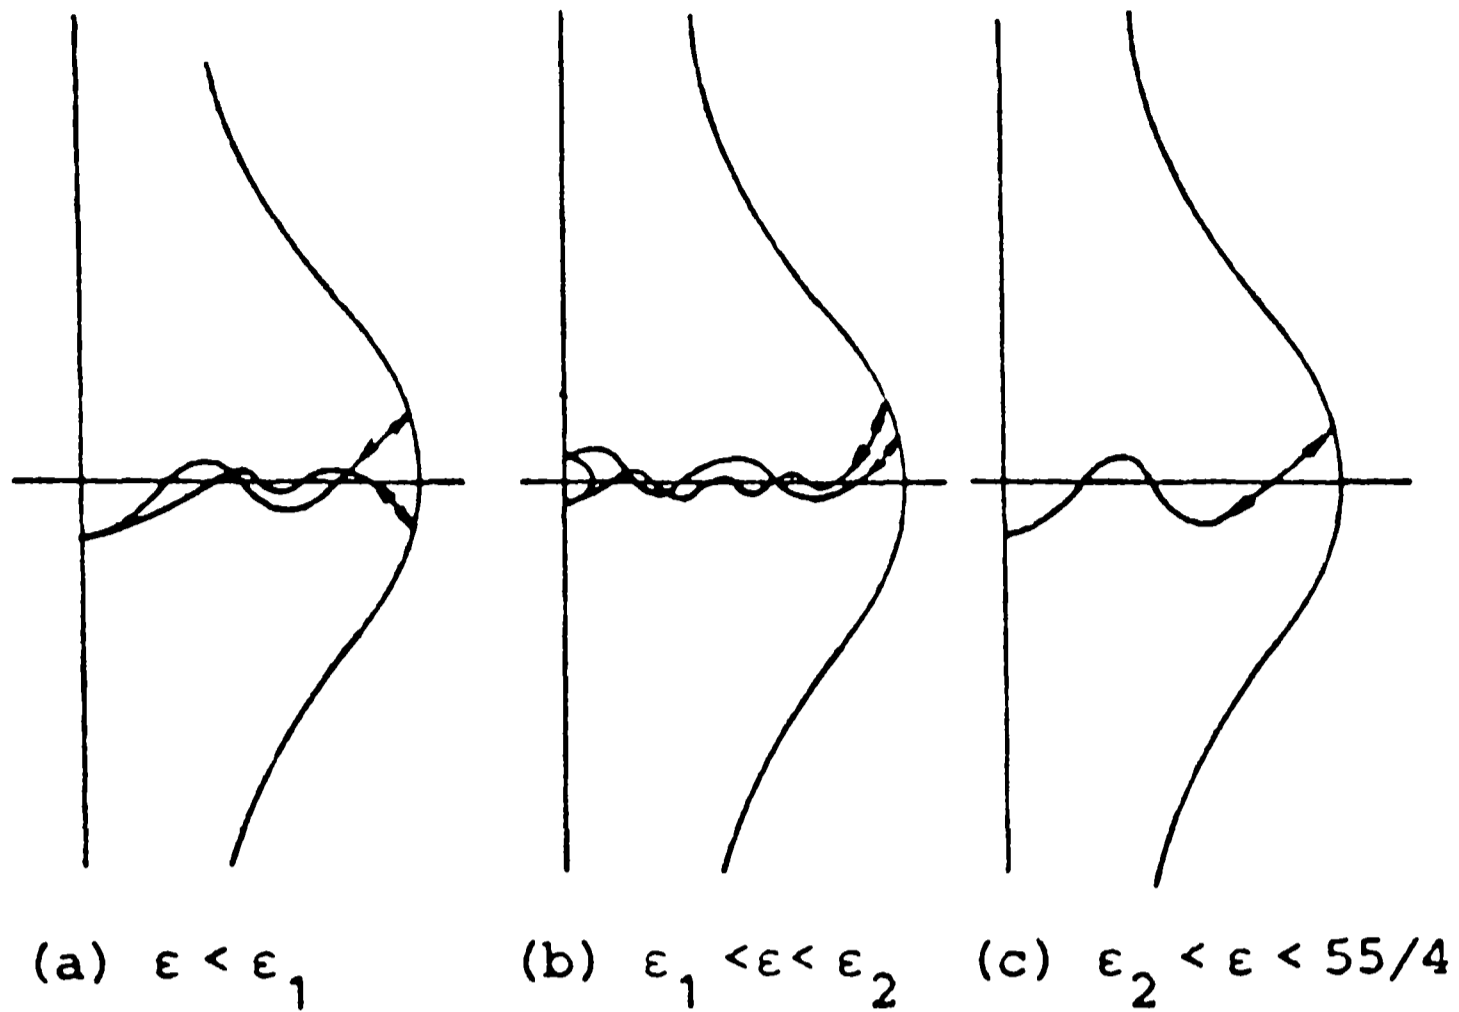 (a) ε < ε₁ (b) ε₁ <ε< ε₂ (c) ε₂ < ε < 55/4